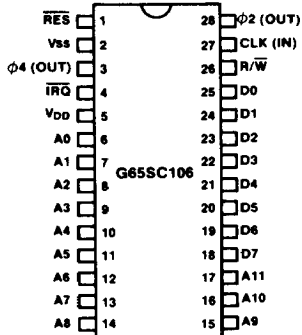 R̅E̅S̅ 1 28 ϕ2 (OUT)
Vss 2 27 CLK (IN)
ϕ4 (OUT) 3 26 R/W̅
I̅R̅Q̅ 4 25 D0
VDD 5 24 D1
A0 6 23 D2
A1 7 22 D3
G65SC106
A2 8 21 D4
A3 9 20 D5
A4 10 19 D6
A5 11 18 D7
A6 12 17 A11
A7 13 16 A10
A8 14 15 A9